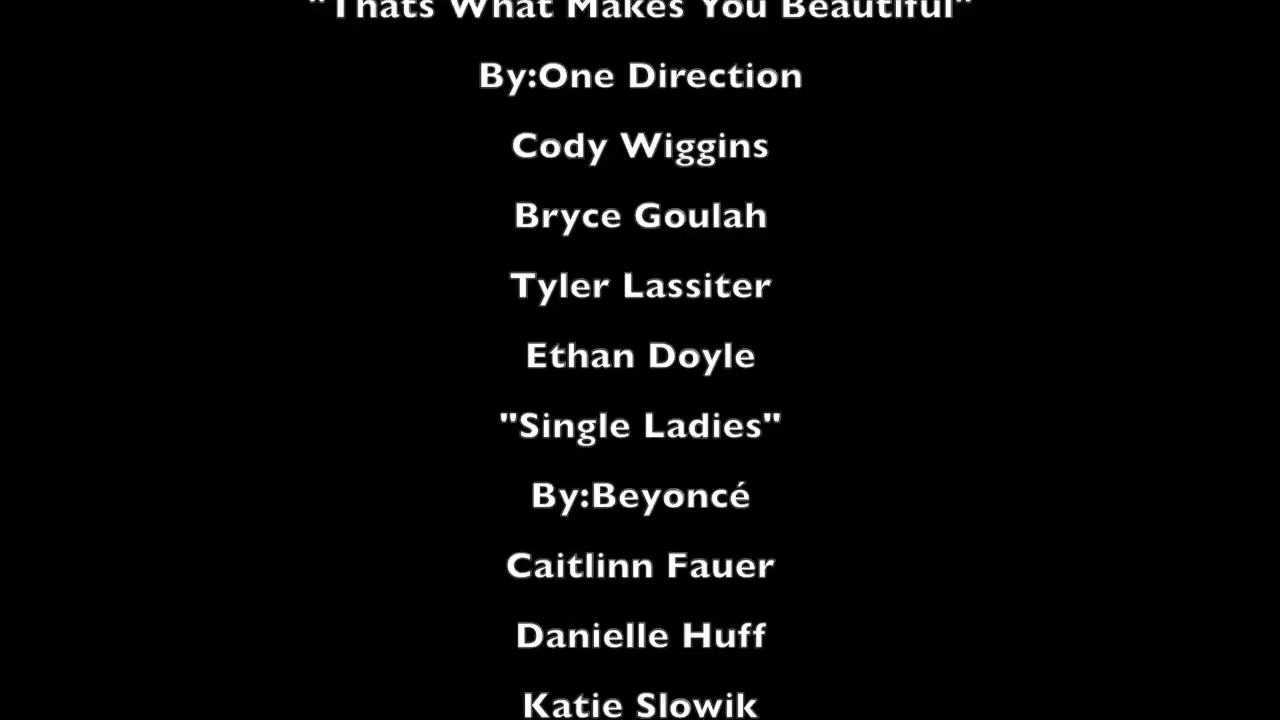 "Thats What Makes You Beautiful"
By:One Direction
Cody Wiggins
Bryce Goulah
Tyler Lassiter
Ethan Doyle
"Single Ladies"
By:Beyoncé
Caitlinn Fauer
Danielle Huff
Katie Slowik